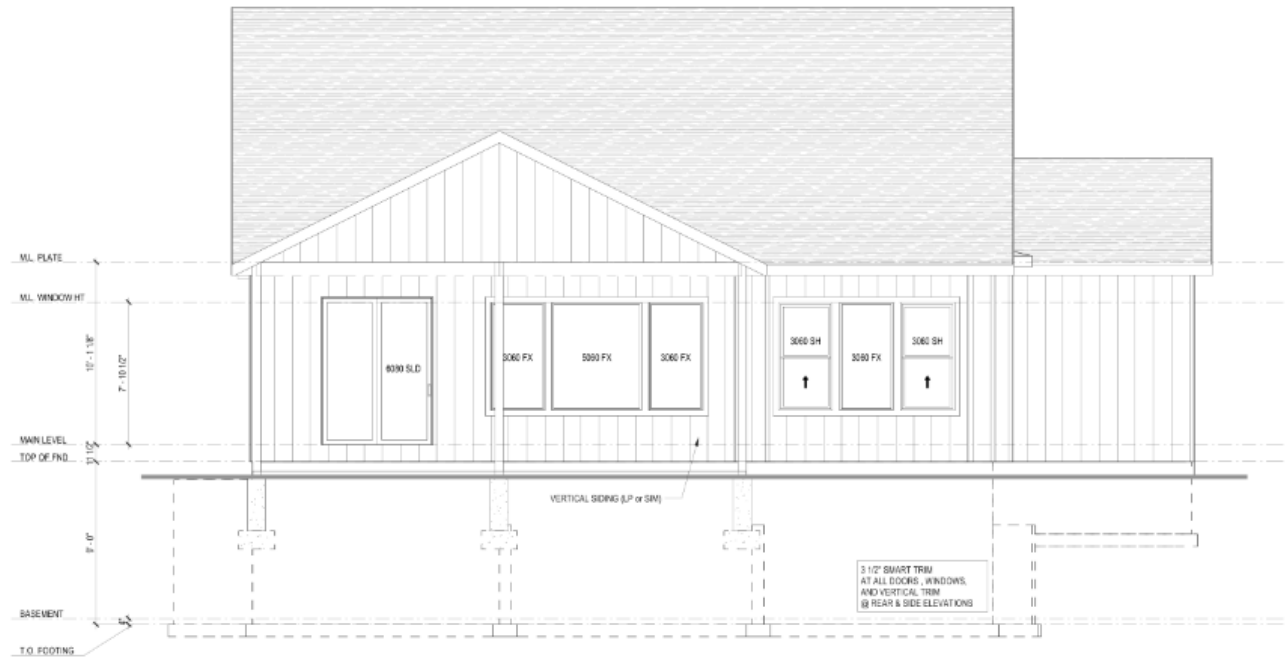 M.L. PLATE
M.L. WINDOW HT
10' - 1 1/8"
7' - 10 1/2"
6080 SLD
3060 FX
5060 FX
3060 FX
3060 SH
3060 FX
3060 SH
MAIN LEVEL
TOP OF FND
VERTICAL SIDING (LP or SIM)
3 1/2" SMART TRIM
AT ALL DOORS , WINDOWS,
AND VERTICAL TRIM
@ REAR & SIDE ELEVATIONS
BASEMENT
T.O. FOOTING